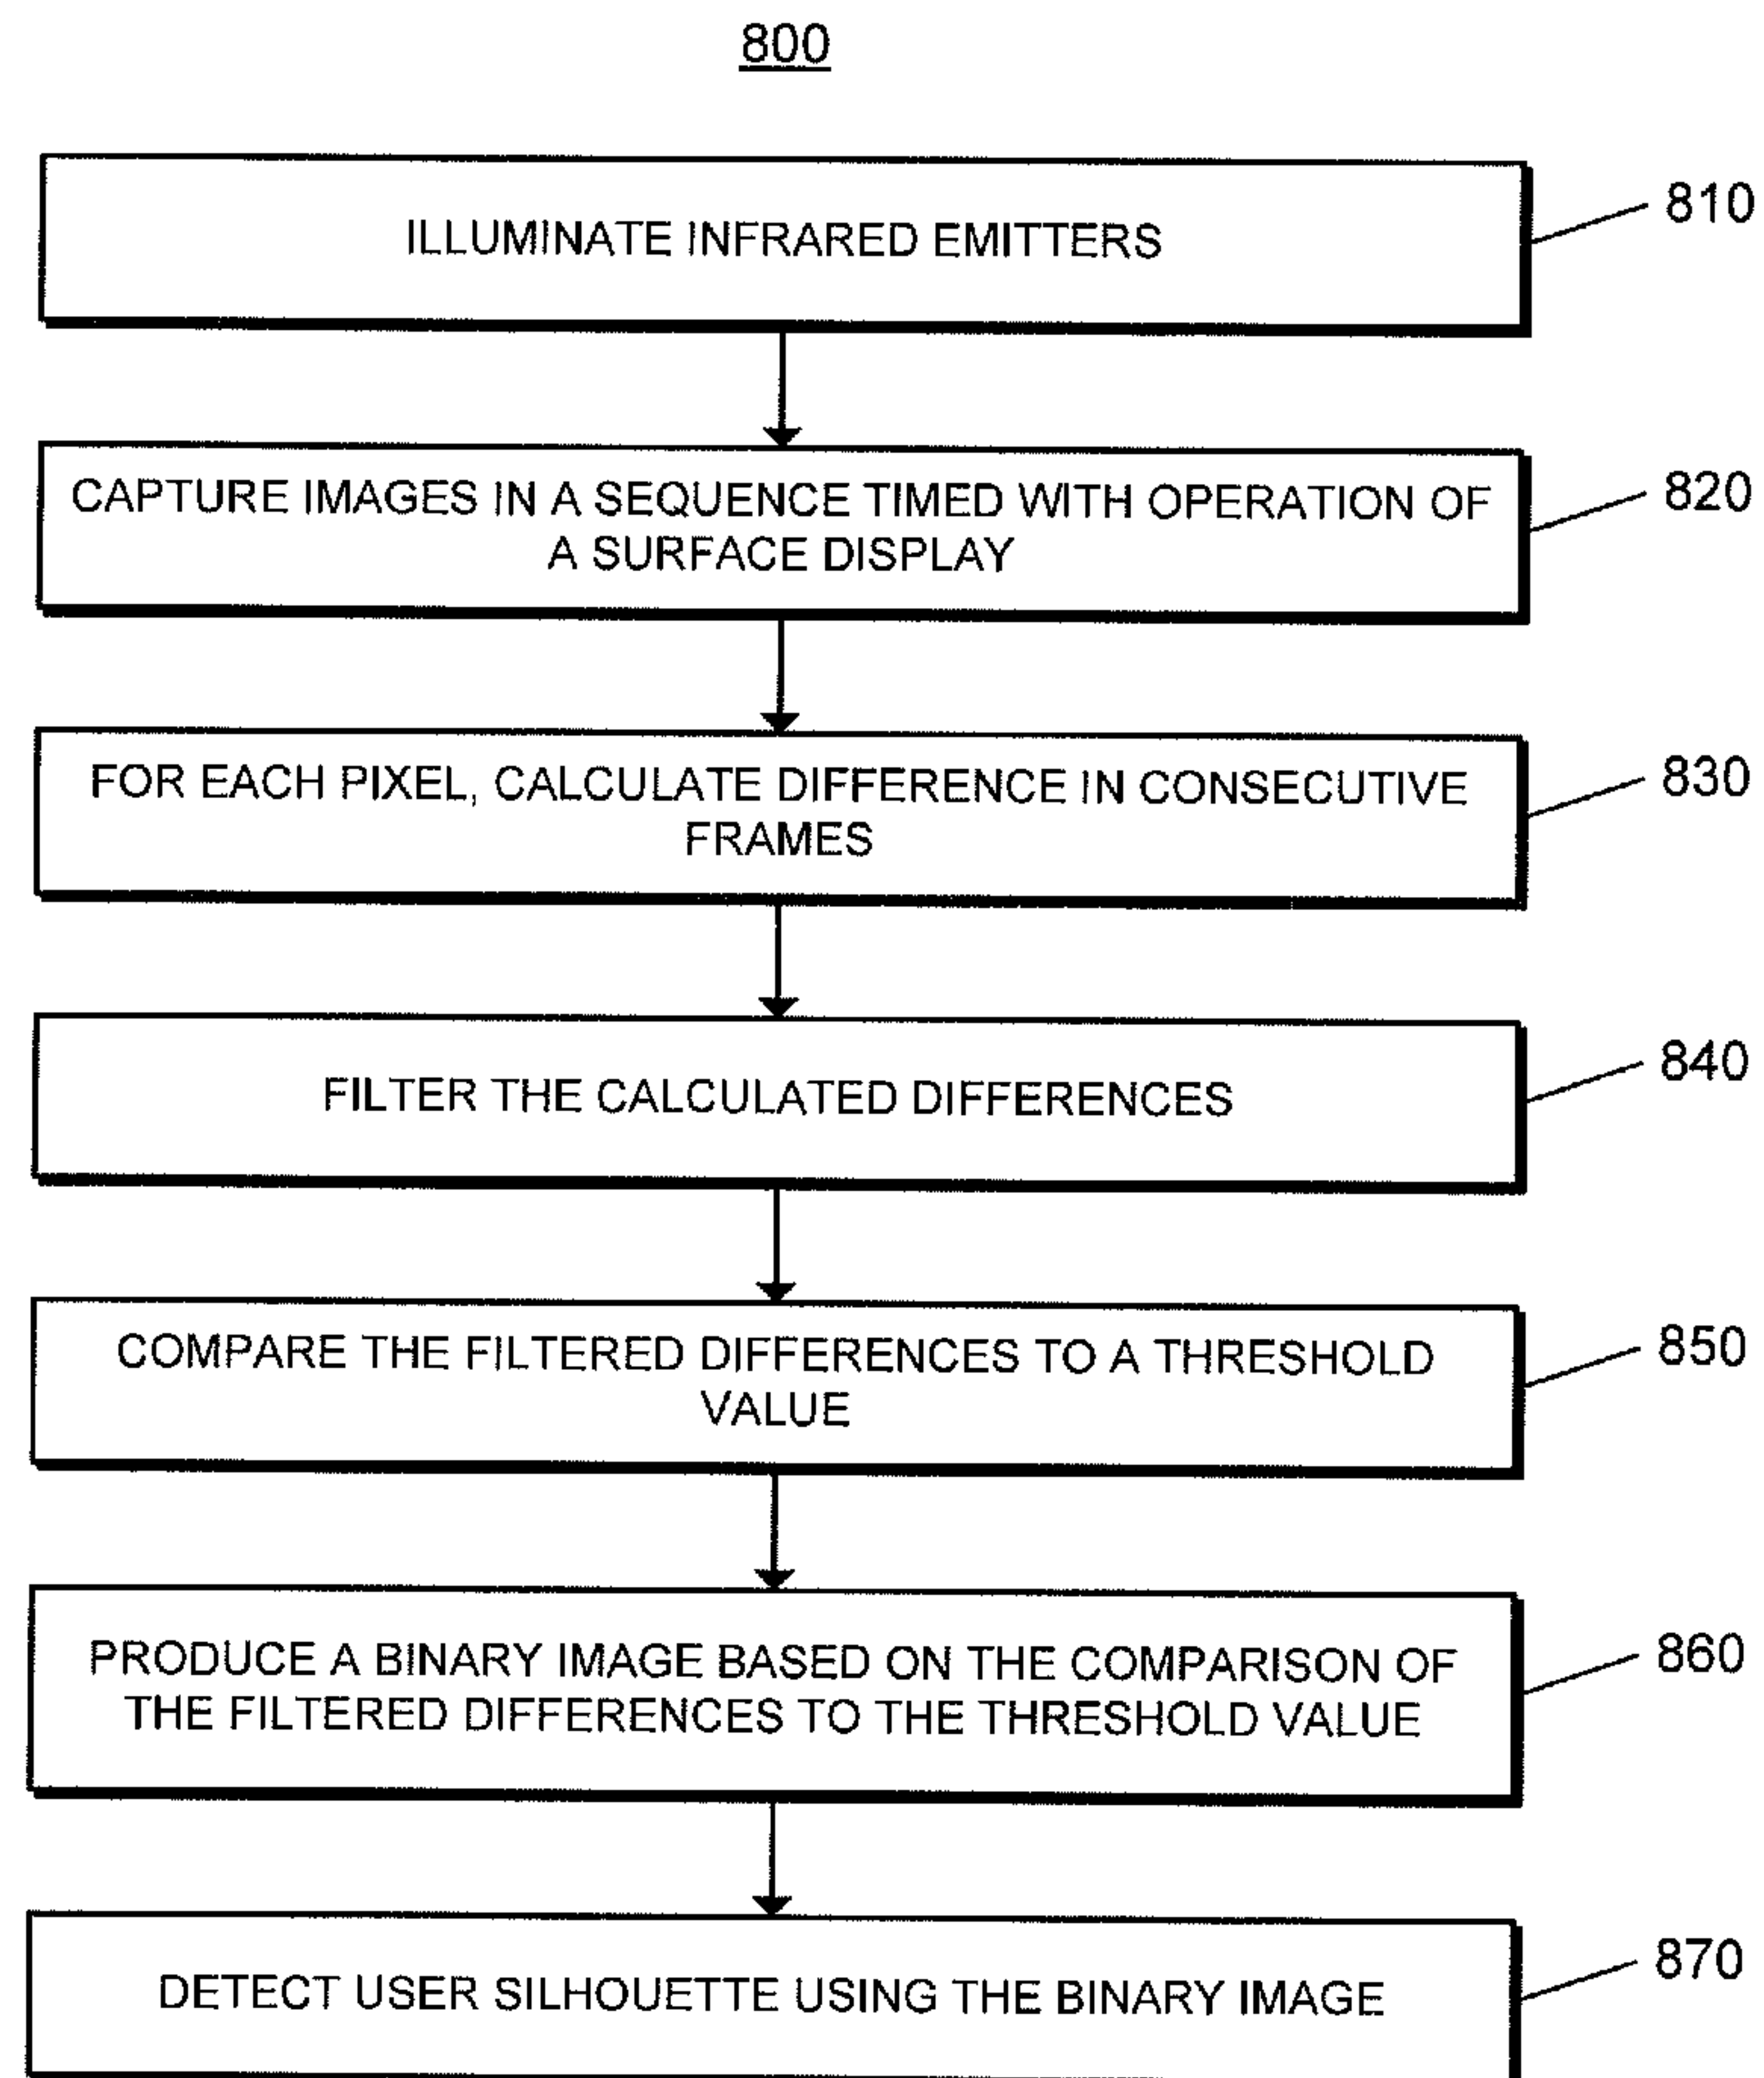 800
ILLUMINATE INFRARED EMITTERS
810
CAPTURE IMAGES IN A SEQUENCE TIMED WITH OPERATION OF
A SURFACE DISPLAY
820
FOR EACH PIXEL, CALCULATE DIFFERENCE IN CONSECUTIVE
FRAMES
830
FILTER THE CALCULATED DIFFERENCES
840
COMPARE THE FILTERED DIFFERENCES TO A THRESHOLD
VALUE
850
PRODUCE A BINARY IMAGE BASED ON THE COMPARISON OF
THE FILTERED DIFFERENCES TO THE THRESHOLD VALUE
860
DETECT USER SILHOUETTE USING THE BINARY IMAGE
870